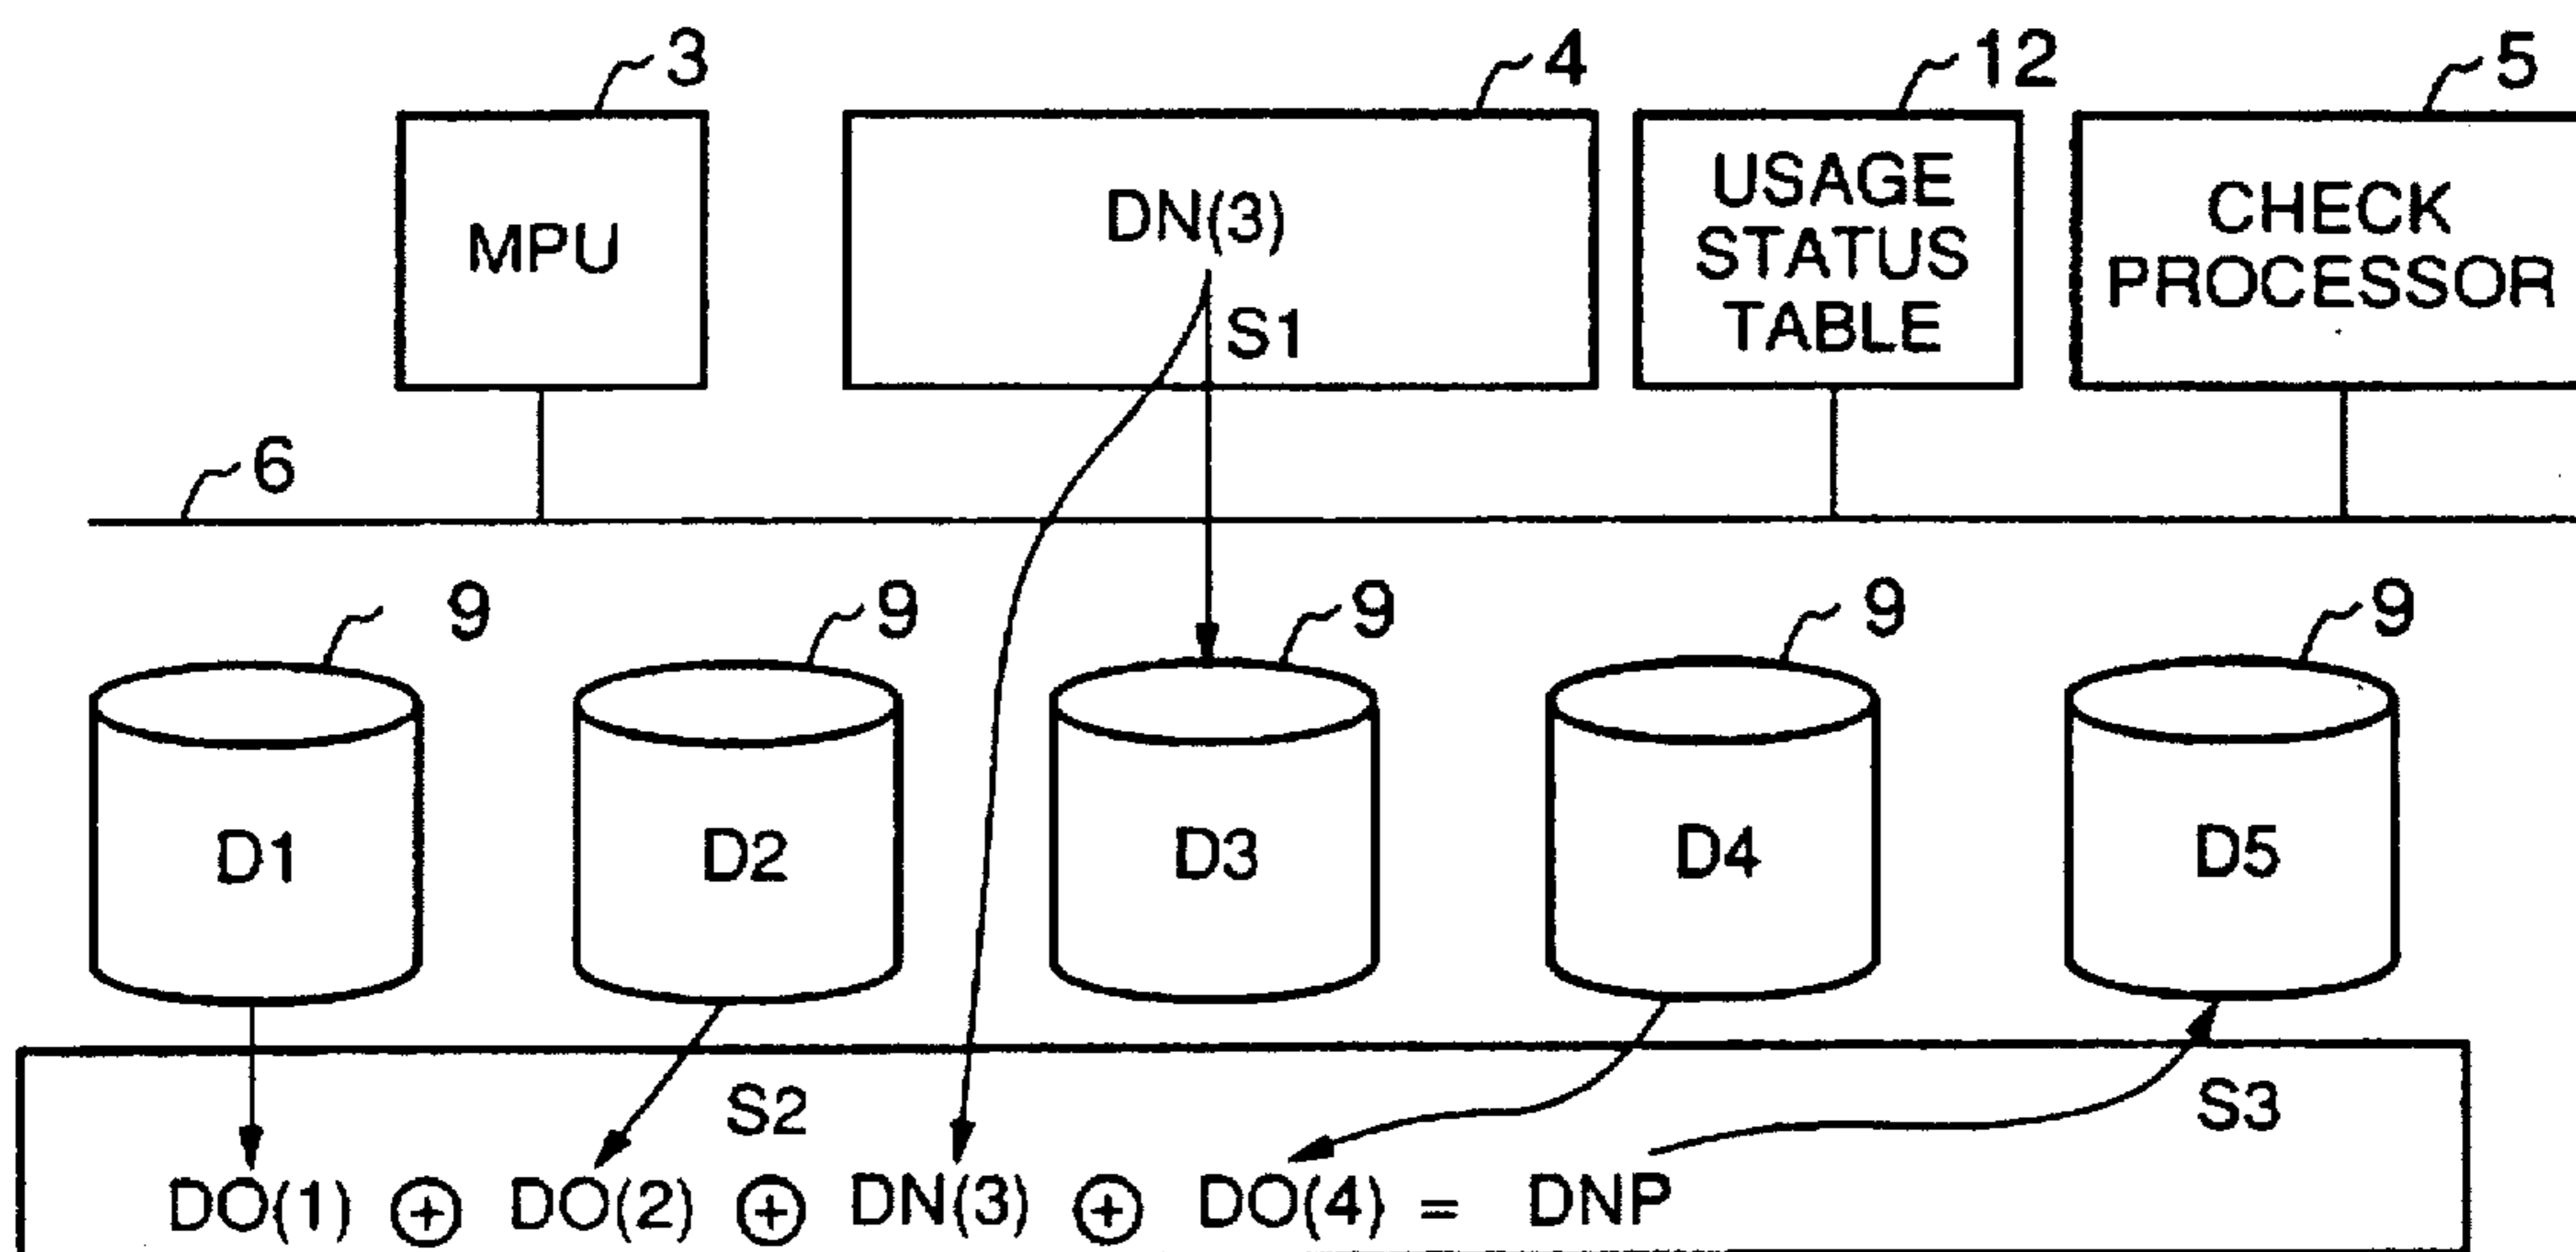 3
4
12
5
MPU
DN(3)
S1
USAGE
STATUS
TABLE
CHECK
PROCESSOR
6
9
9
9
9
9
D1
D2
D3
D4
D5
S2
S3
DO(1) ⊕ DO(2) ⊕ DN(3) ⊕ DO(4) = DNP